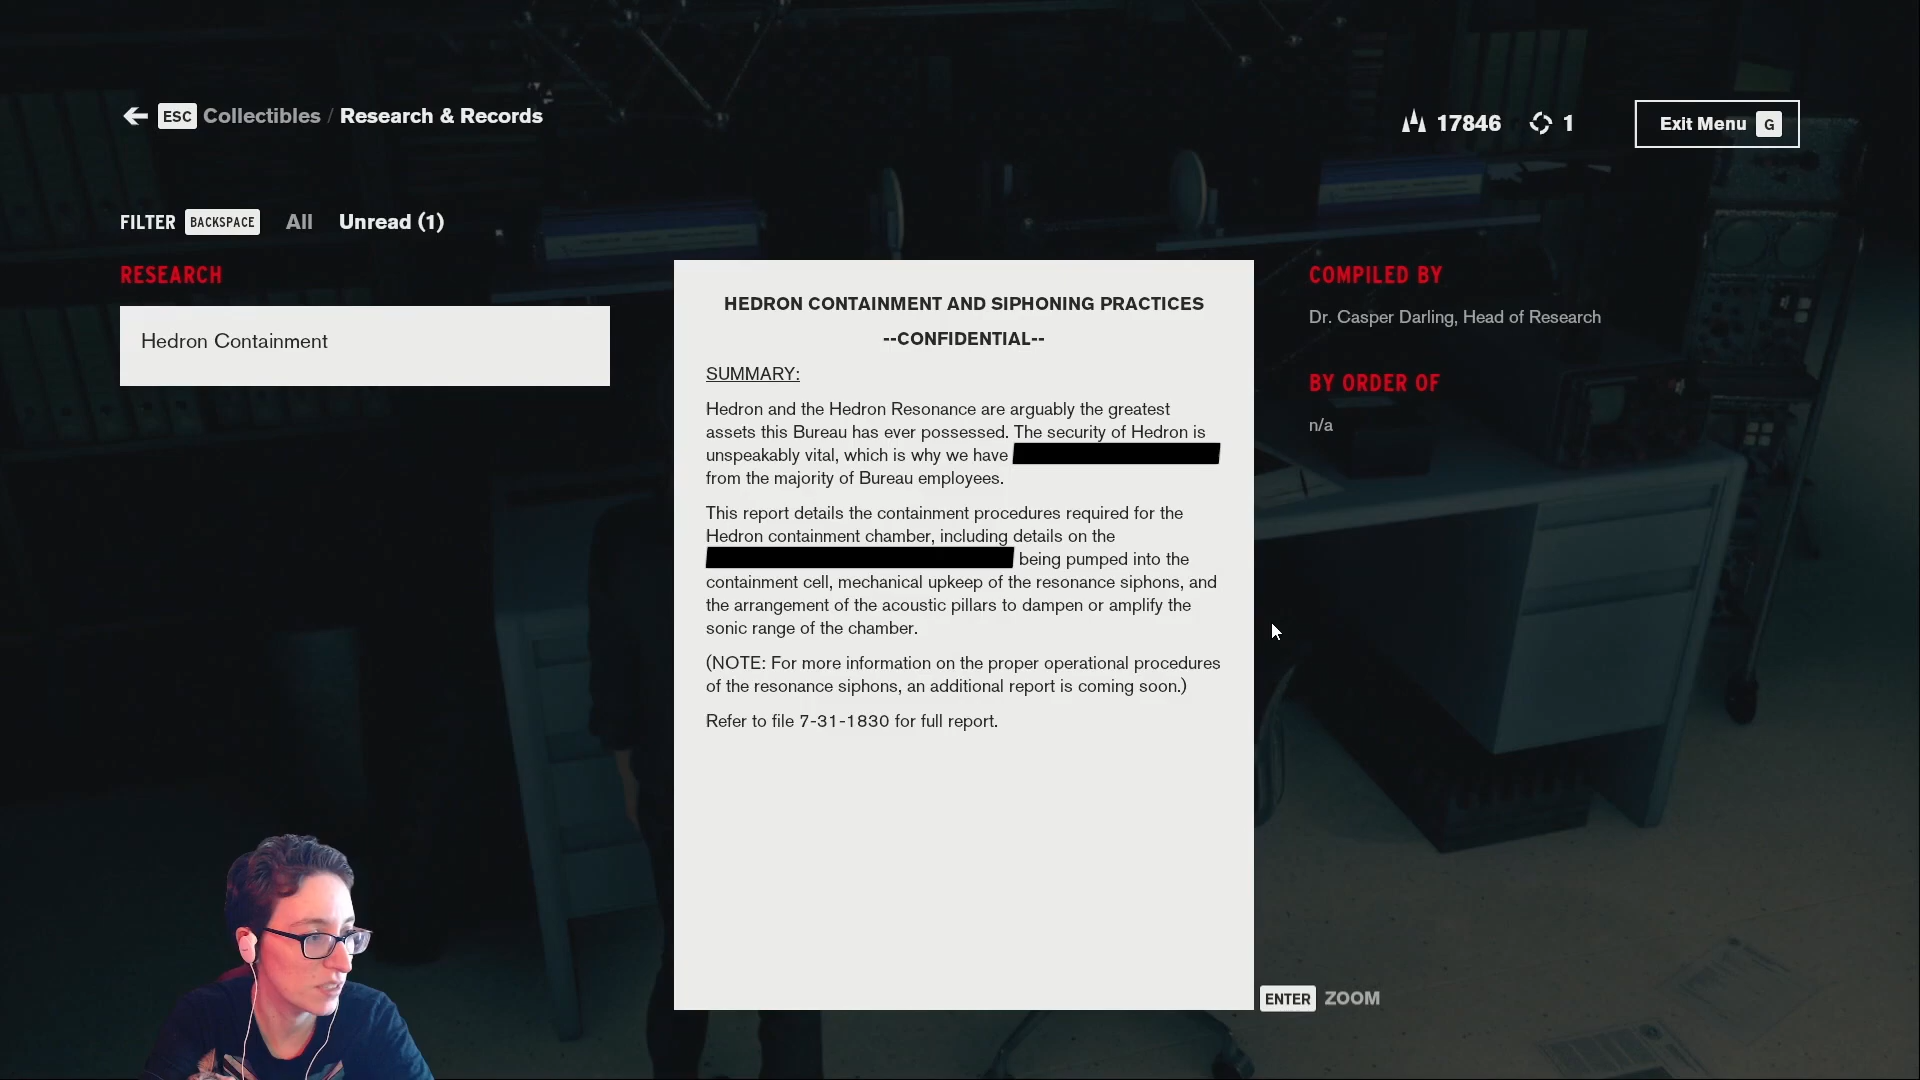 ESC Collectibles / Research & Records
17846 1
Exit Menu G
FILTER BACKSPACE All Unread (1)
RESEARCH
Hedron Containment
HEDRON CONTAINMENT AND SIPHONING PRACTICES
--CONFIDENTIAL--
SUMMARY:
Hedron and the Hedron Resonance are arguably the greatest
assets this Bureau has ever possessed. The security of Hedron is
unspeakably vital, which is why we have
from the majority of Bureau employees.
This report details the containment procedures required for the
Hedron containment chamber, including details on the
being pumped into the
containment cell, mechanical upkeep of the resonance siphons, and
the arrangement of the acoustic pillars to dampen or amplify the
sonic range of the chamber.
(NOTE: For more information on the proper operational procedures
of the resonance siphons, an additional report is coming soon.)
Refer to file 7-31-1830 for full report.
COMPILED BY
Dr. Casper Darling, Head of Research
BY ORDER OF
n/a
ENTER ZOOM